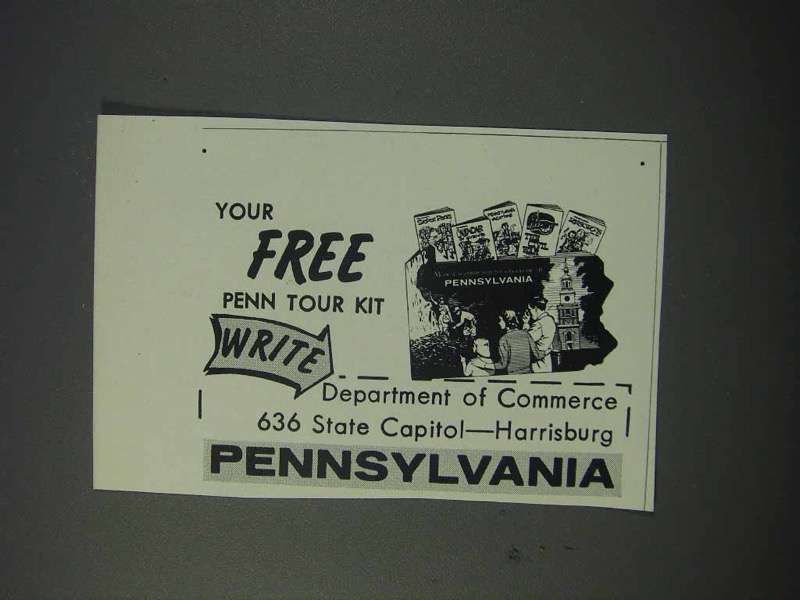 YOUR
FREE
PENN TOUR KIT
WRITE
PENNSYLVANIA
Department of Commerce
636 State Capitol—Harrisburg
PENNSYLVANIA